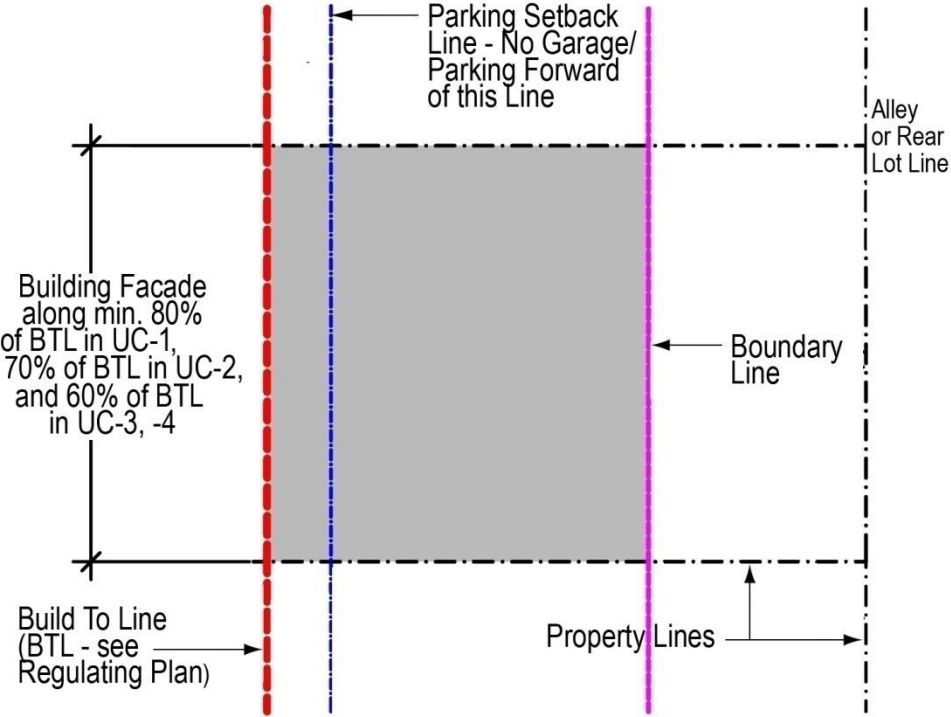 Parking Setback
Line - No Garage/
Parking Forward
of this Line
Alley
or Rear
Lot Line
Building Facade
along min. 80%
of BTL in UC-1,
70% of BTL in UC-2,
and 60% of BTL
in UC-3, -4
Boundary
Line
Build To Line
(BTL - see
Regulating Plan)
Property Lines